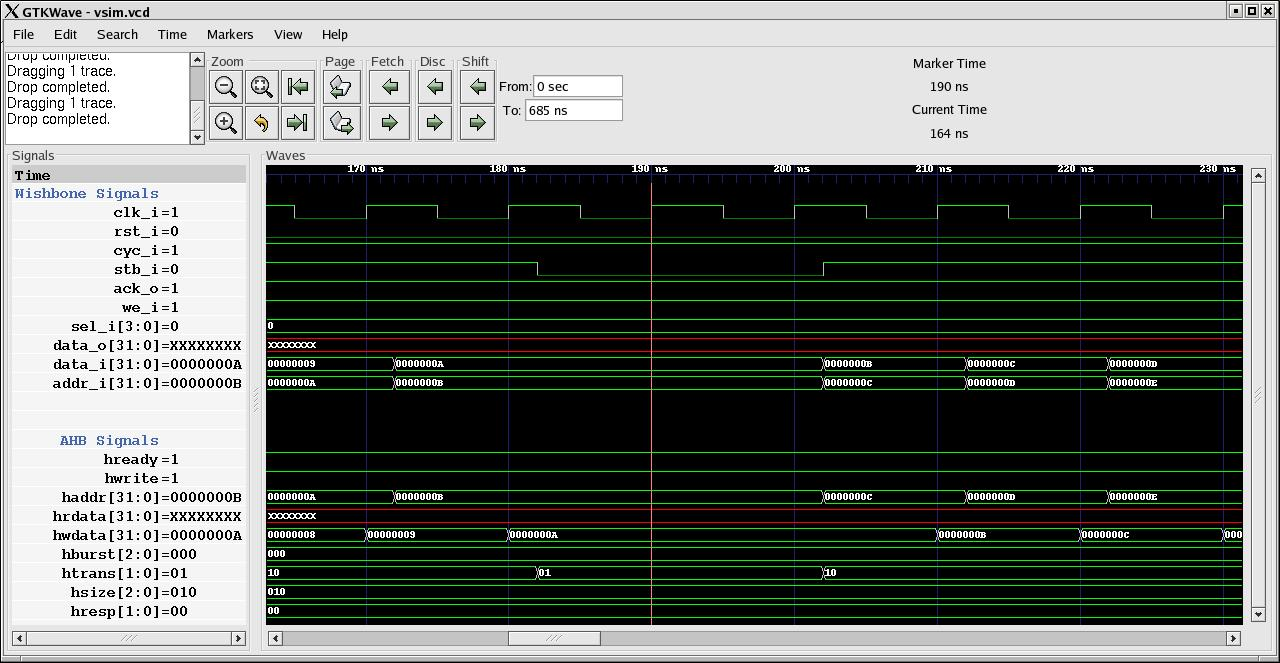 GTKWave - vsim.vcd
File Edit Search Time Markers View Help
Drop completed.
Dragging 1 trace.
Drop completed.
Dragging 1 trace.
Drop completed.
Zoom Page Fetch Disc Shift
From: 0 sec
To: 685 ns
Marker Time
190 ns
Current Time
164 ns
Signals
Time
Wishbone Signals
clk_i=1
rst_i=0
cyc_i=1
stb_i=0
ack_o=1
we_i=1
sel_i[3:0]=0
data_o[31:0]=XXXXXXXX
data_i[31:0]=0000000A
addr_i[31:0]=0000000B
AHB Signals
hready=1
hwrite=1
haddr[31:0]=0000000B
hrdata[31:0]=XXXXXXXX
hwdata[31:0]=0000000A
hburst[2:0]=000
htrans[1:0]=01
hsize[2:0]=010
hresp[1:0]=00
Waves
170 ns 180 ns 190 ns 200 ns 210 ns 220 ns 230 ns
0
XXXXXXXX
00000009 0000000A 0000000B 0000000C 0000000D
0000000A 0000000B 0000000C 0000000D 0000000E
0000000A 0000000B 0000000C 0000000D 0000000E
XXXXXXXX
00000008 00000009 0000000A 0000000B 0000000C 000
000
10 01 10
010
00